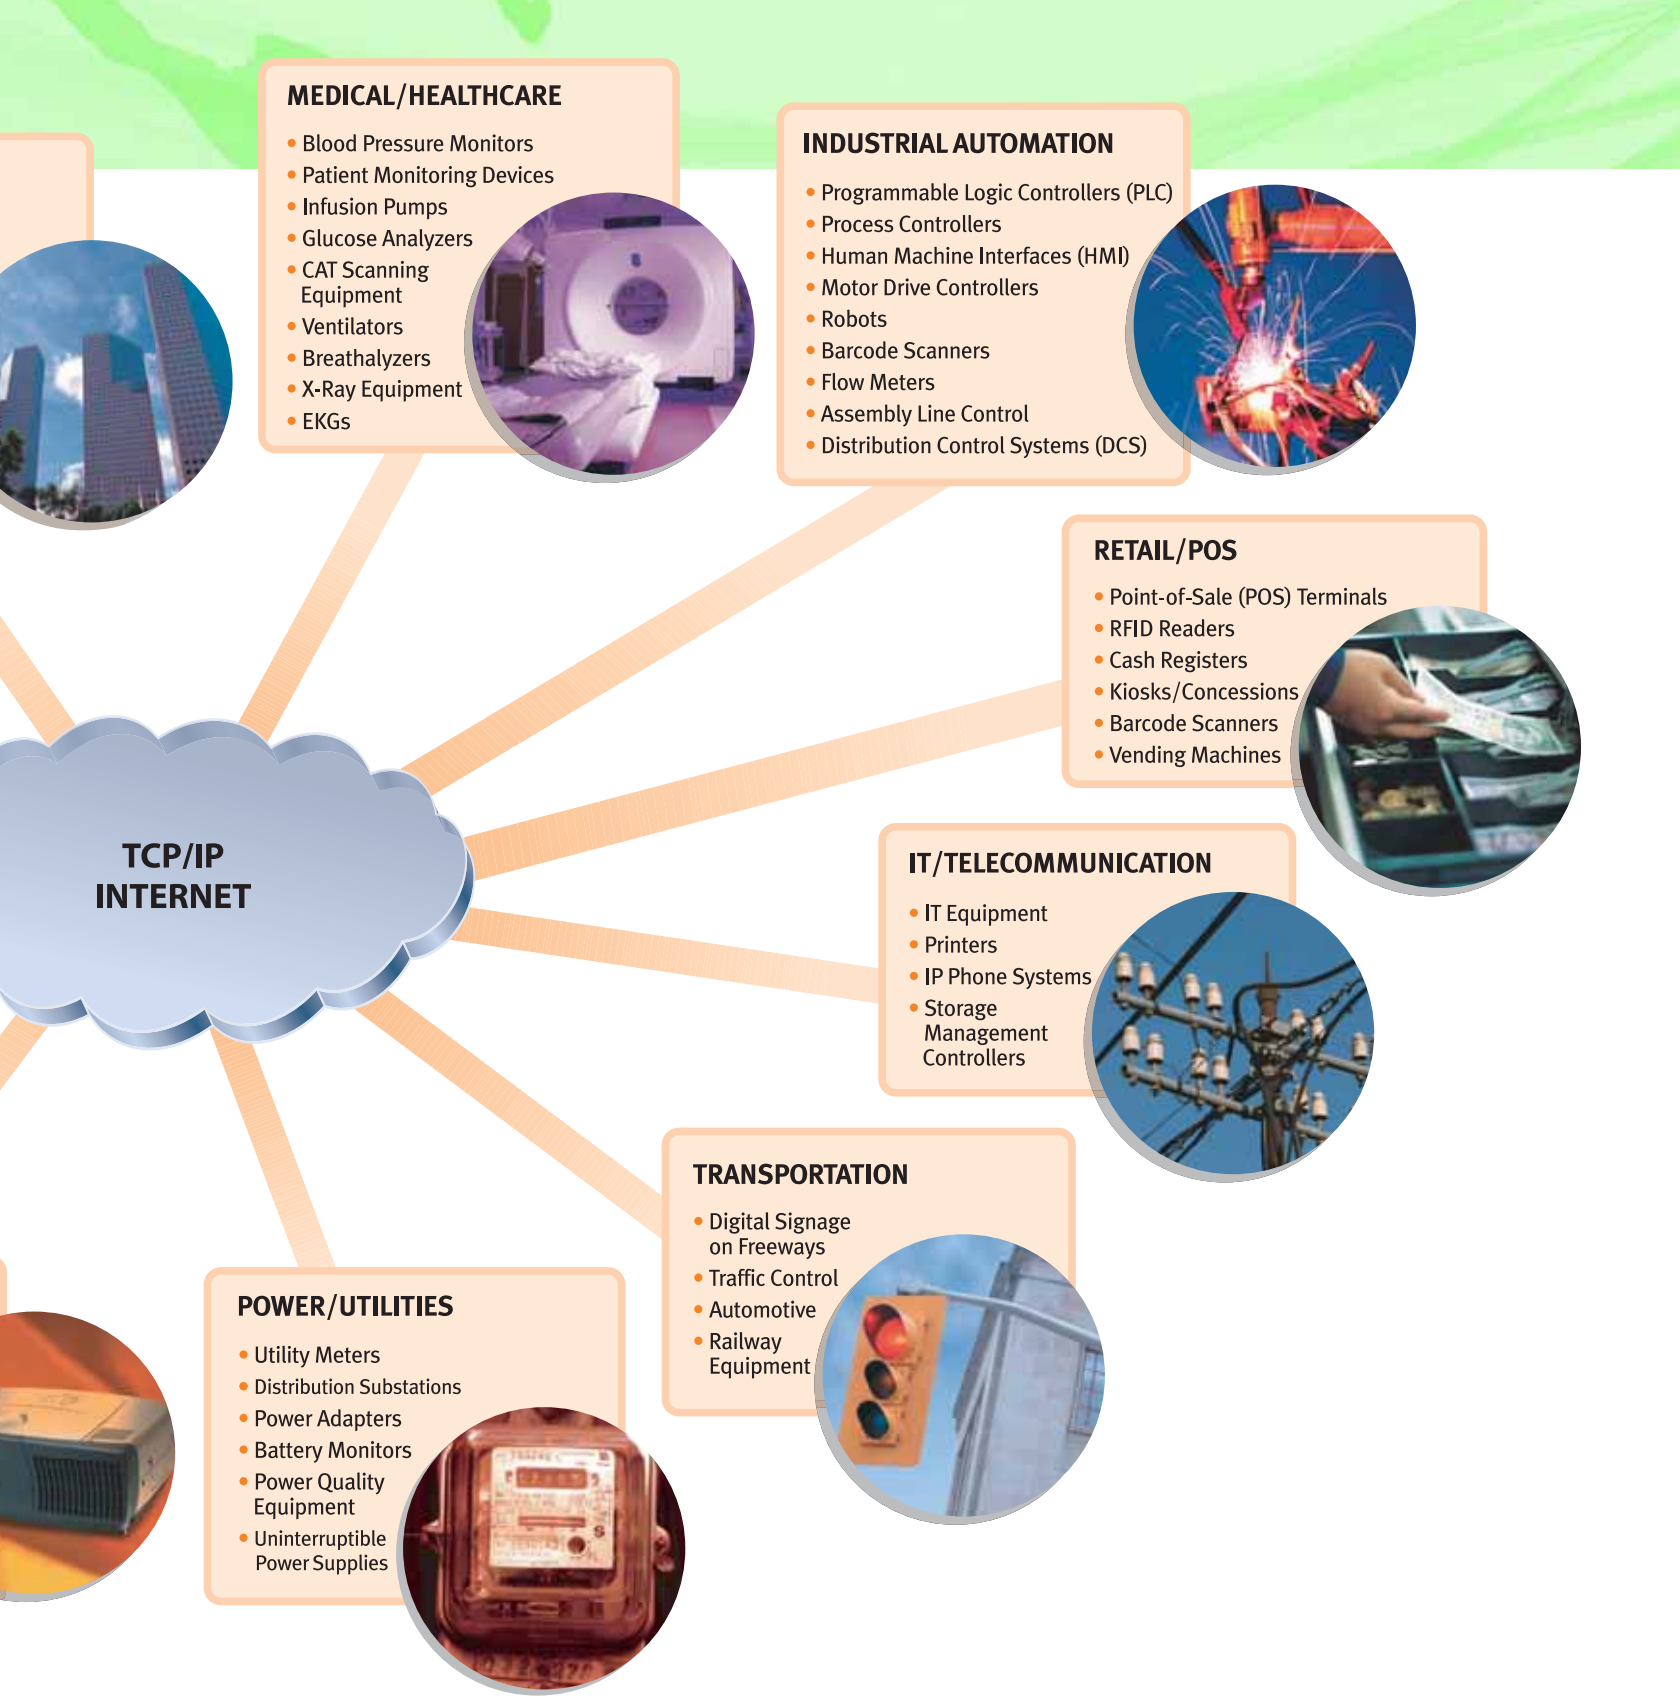 MEDICAL/HEALTHCARE
• Blood Pressure Monitors
• Patient Monitoring Devices
• Infusion Pumps
• Glucose Analyzers
• CAT Scanning
Equipment
• Ventilators
• Breathalyzers
• X-Ray Equipment
• EKGs
INDUSTRIAL AUTOMATION
• Programmable Logic Controllers (PLC)
• Process Controllers
• Human Machine Interfaces (HMI)
• Motor Drive Controllers
• Robots
• Barcode Scanners
• Flow Meters
• Assembly Line Control
• Distribution Control Systems (DCS)
RETAIL/POS
• Point-of-Sale (POS) Terminals
• RFID Readers
• Cash Registers
• Kiosks/Concessions
• Barcode Scanners
• Vending Machines
TCP/IP
INTERNET
IT/TELECOMMUNICATION
• IT Equipment
• Printers
• IP Phone Systems
• Storage
Management
Controllers
TRANSPORTATION
• Digital Signage
on Freeways
• Traffic Control
• Automotive
• Railway
Equipment
POWER/UTILITIES
• Utility Meters
• Distribution Substations
• Power Adapters
• Battery Monitors
• Power Quality
Equipment
• Uninterruptible
Power Supplies